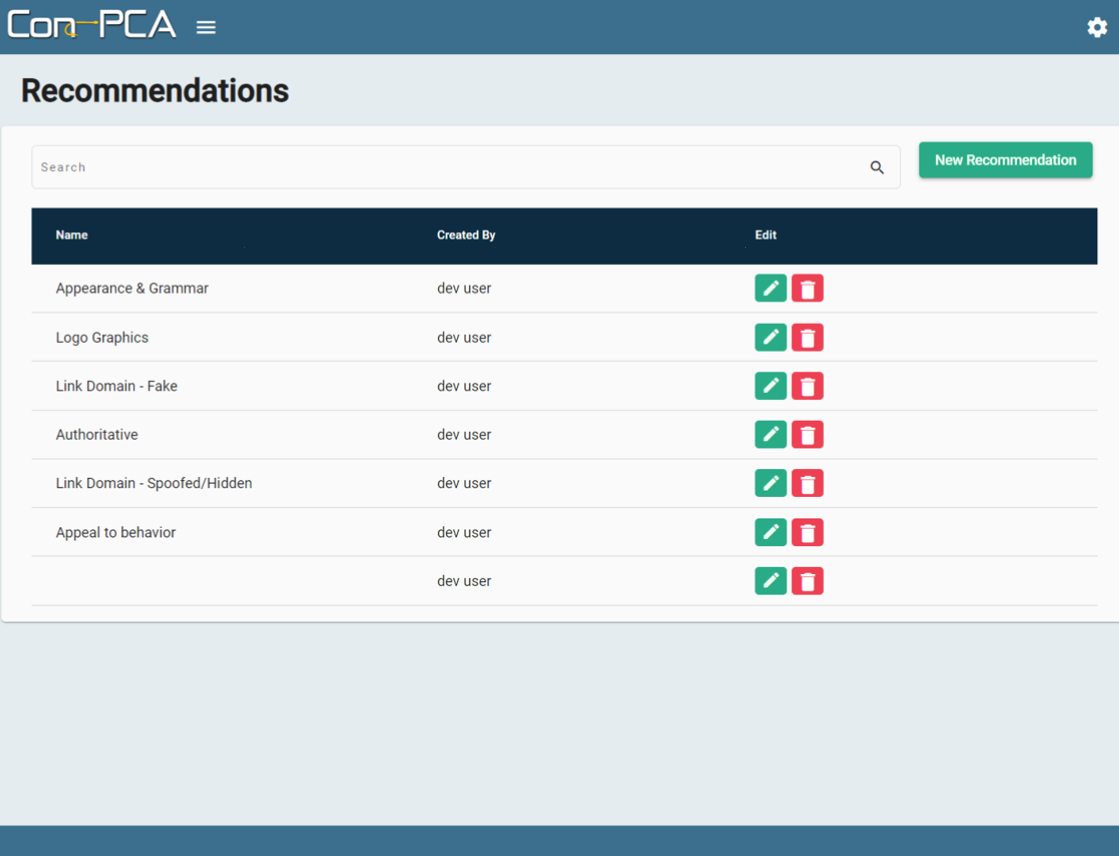 Con-PCA
Recommendations
Search
New Recommendation
Name Created By Edit
Appearance & Grammar dev user
Logo Graphics dev user
Link Domain - Fake dev user
Authoritative dev user
Link Domain - Spoofed/Hidden dev user
Appeal to behavior dev user
dev user